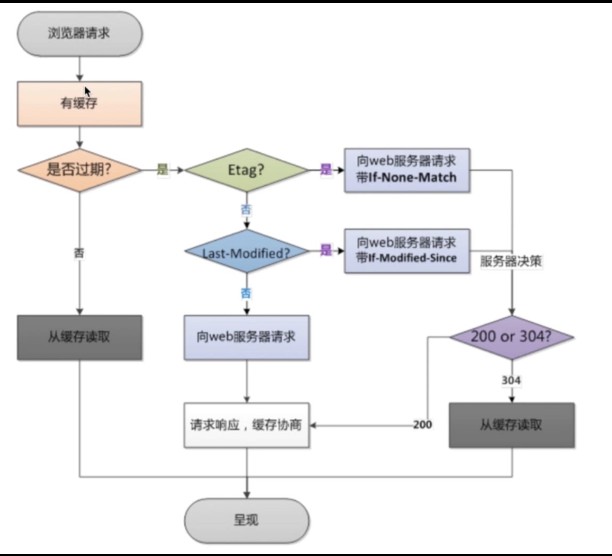 浏览器请求
有缓存
是否过期?
是
Etag?
是
向web服务器请求
带If-None-Match
否
Last-Modified?
是
向web服务器请求
带If-Modified-Since
服务器决策
否
否
从缓存读取
向web服务器请求
200 or 304?
304
请求响应，缓存协商
200
从缓存读取
呈现